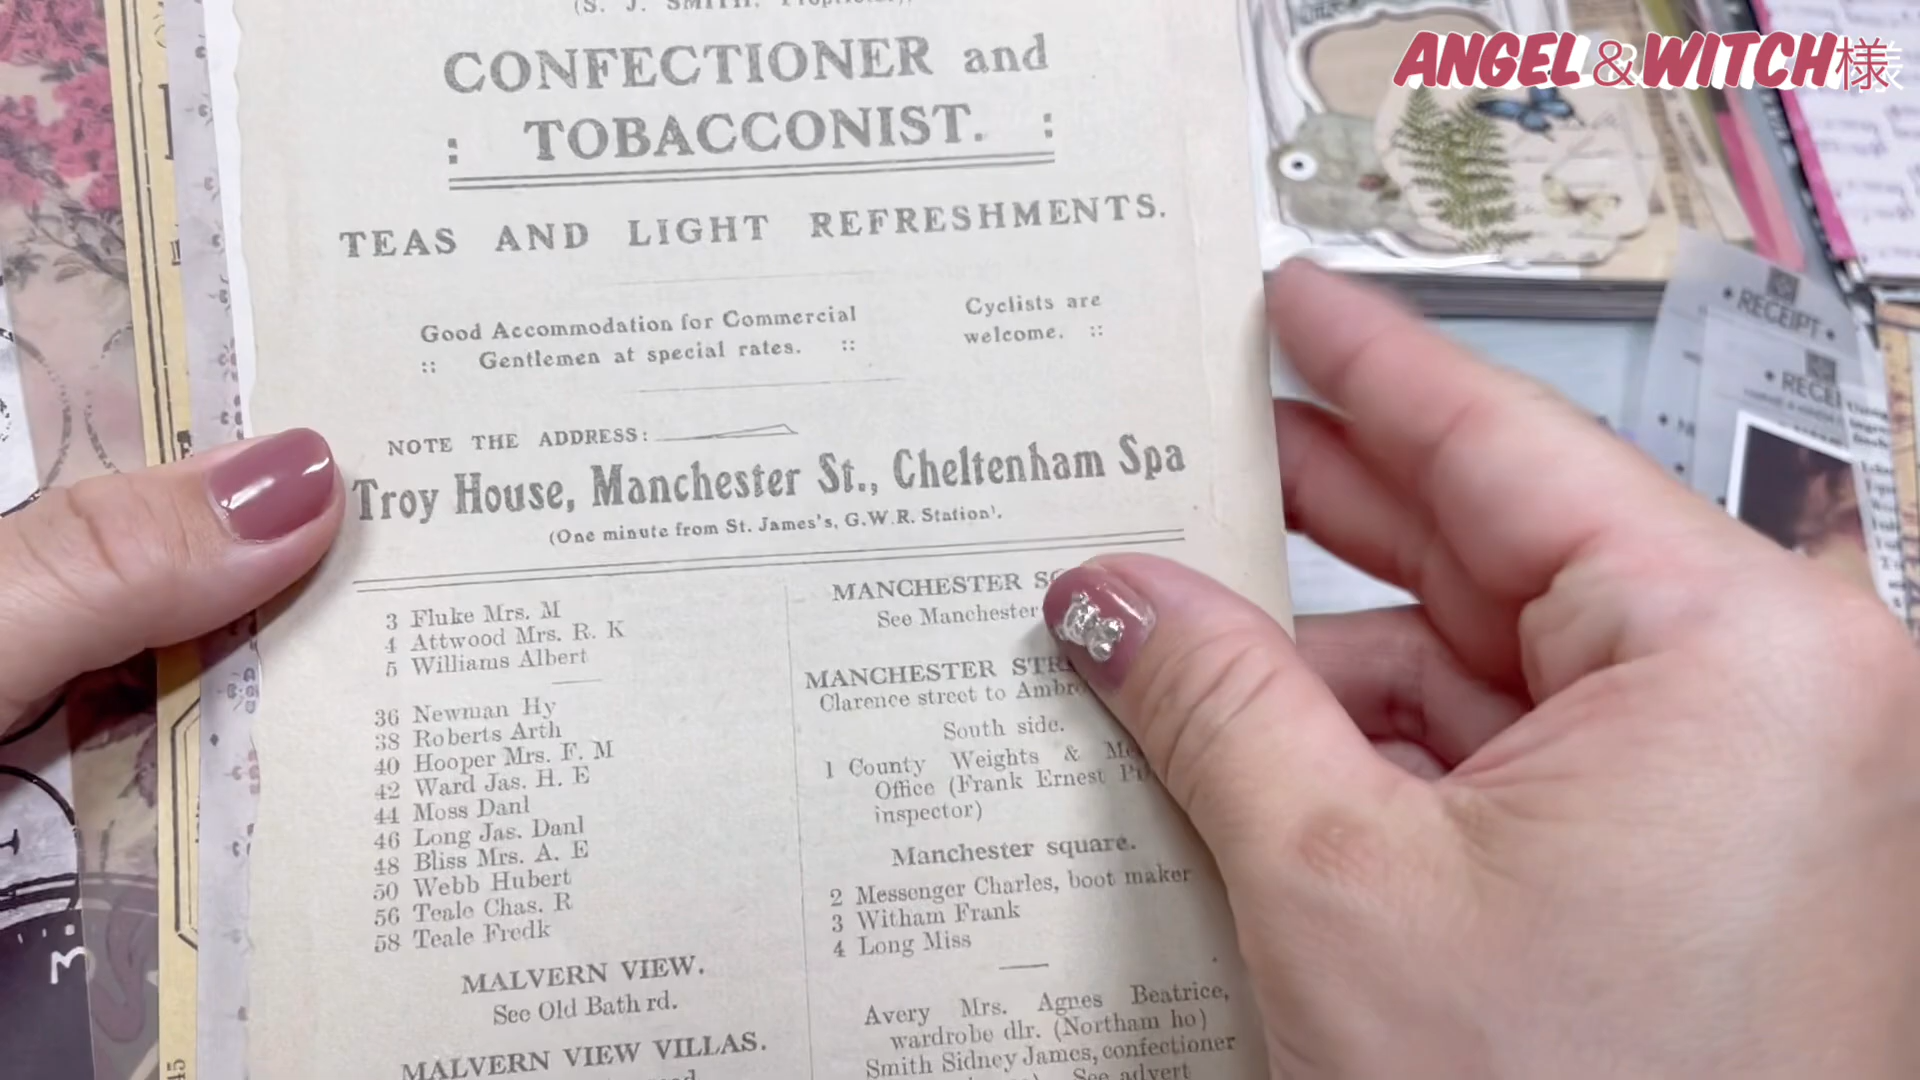 ANGEL&WITCH様
(S. J. SMITH,
CONFECTIONER and
: TOBACCONIST. :
TEAS AND LIGHT REFRESHMENTS.
Good Accommodation for Commercial
:: Gentlemen at special rates. ::
Cyclists are
welcome. ::
NOTE THE ADDRESS:
Troy House, Manchester St., Cheltenham Spa
(One minute from St. James's, G.W.R. Station).
3 Fluke Mrs. M
4 Attwood Mrs. R. K
5 Williams Albert
36 Newman Hy
38 Roberts Arth
40 Hooper Mrs. F. M
42 Ward Jas. H. E
44 Moss Danl
46 Long Jas. Danl
48 Bliss Mrs. A. E
50 Webb Hubert
56 Teale Chas. R
58 Teale Fredk
MALVERN VIEW.
See Old Bath rd.
MALVERN VIEW VILLAS.
MANCHESTER
See Manchester
MANCHESTER
Clarence street to
South side.
1 County Weights &
Office (Frank Ernest
inspector)
Manchester square.
2 Messenger Charles, boot maker
3 Witham Frank
4 Long Miss
Avery Mrs. Agnes Beatrice,
wardrobe dlr. (Northam ho)
Smith Sidney James, confectioner
See advert
• RECEIPT •